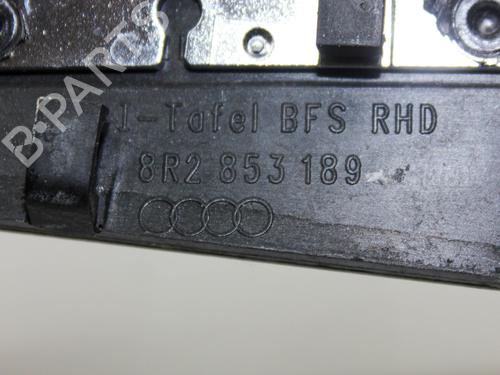 B-PARTS
I-Tafel BFS RHD
8R2 853 189